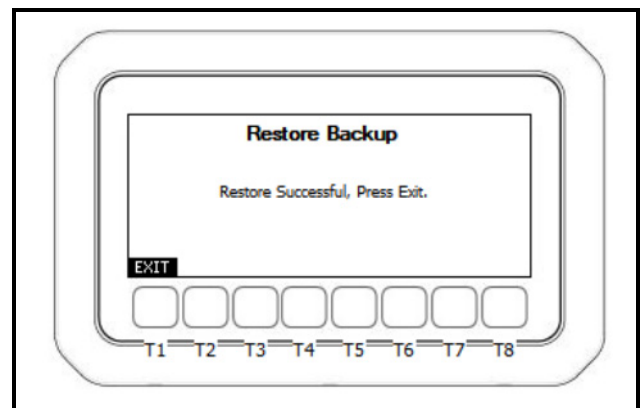 Restore Backup
Restore Successful, Press Exit.
EXIT
T1 T2 T3 T4 T5 T6 T7 T8